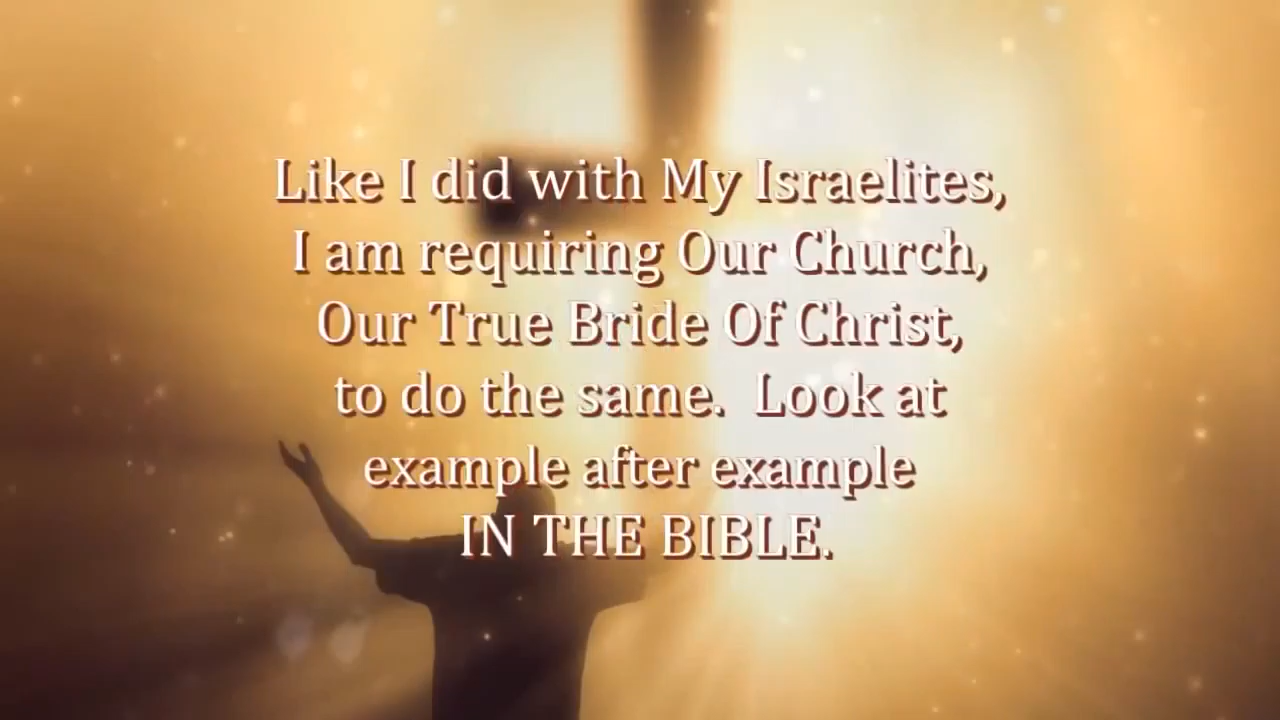 Like I did with My Israelites,
I am requiring Our Church,
Our True Bride Of Christ,
to do the same.  Look at
example after example
IN THE BIBLE.